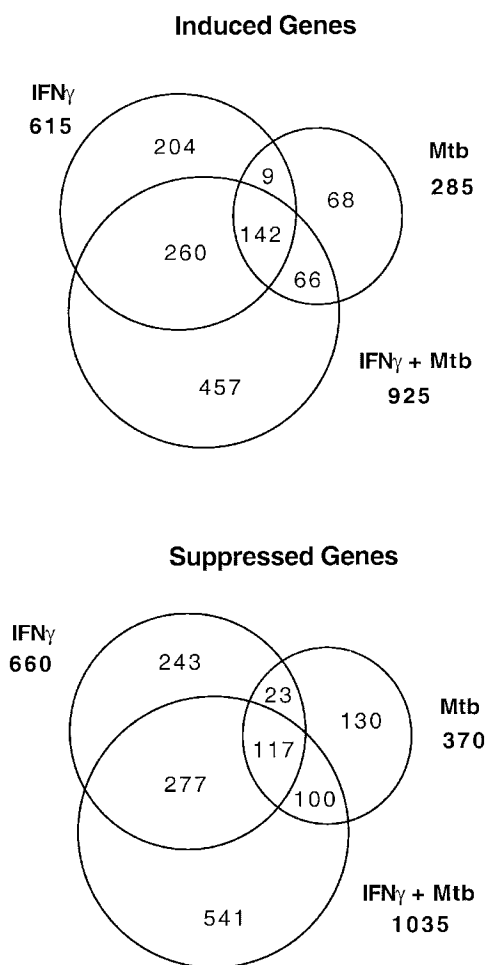 Induced Genes
IFNγ
615
204
9
Mtb
285
68
142
260
66
IFNγ + Mtb
925
457
Suppressed Genes
IFNγ
660
243
23
Mtb
370
130
117
277
100
IFNγ + Mtb
1035
541